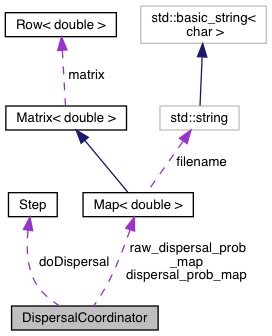 Row< double >
std::basic_string<
char >
matrix
Matrix< double >
std::string
filename
Step
Map< double >
doDispersal
raw_dispersal_prob
_map
dispersal_prob_map
DispersalCoordinator